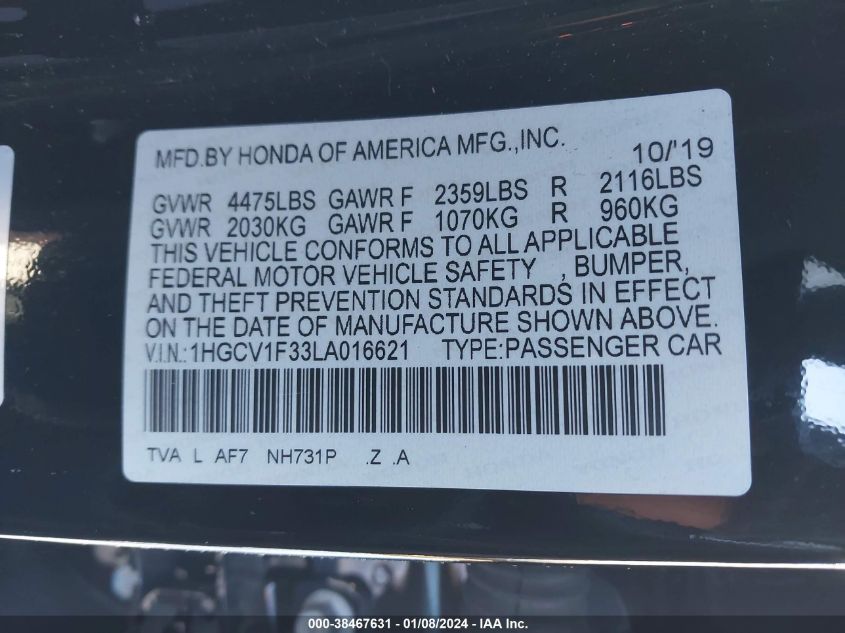 MFD.BY HONDA OF AMERICA MFG.,INC. 10/'19
GVWR 4475LBS GAWR F 2359LBS R 2116LBS
GVWR 2030KG GAWR F 1070KG R 960KG
THIS VEHICLE CONFORMS TO ALL APPLICABLE
FEDERAL MOTOR VEHICLE SAFETY , BUMPER,
AND THEFT PREVENTION STANDARDS IN EFFECT
ON THE DATE OF MANUFACTURE SHOWN ABOVE.
V.I.N.:1HGCV1F33LA016621 TYPE:PASSENGER CAR
TVA L AF7 NH731P .Z .A
000-38467631 - 01/08/2024 - IAA Inc.